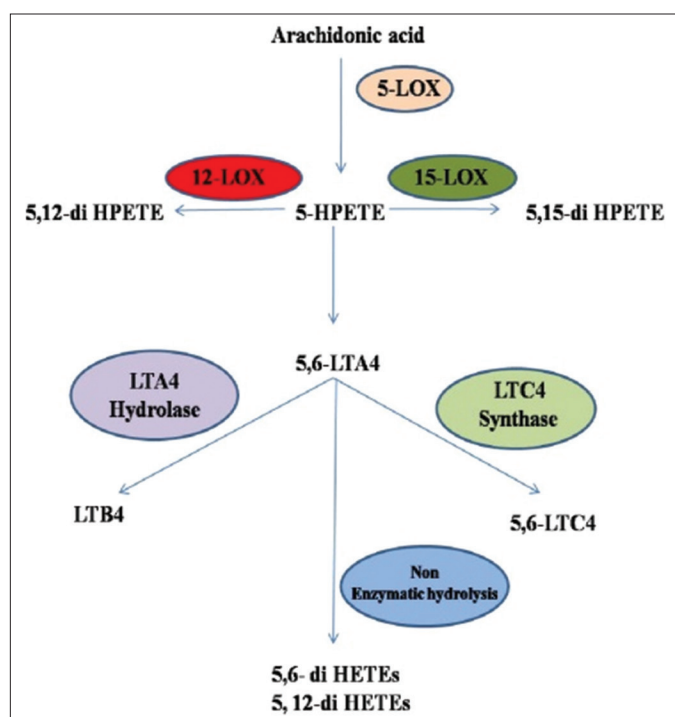 Arachidonic acid
5-LOX
12-LOX
15-LOX
5,12-di HPETE
5-HPETE
5,15-di HPETE
5,6-LTA4
LTA4
Hydrolase
LTC4
Synthase
LTB4
5,6-LTC4
Non
Enzymatic hydrolysis
5,6- di HETEs
5, 12-di HETEs